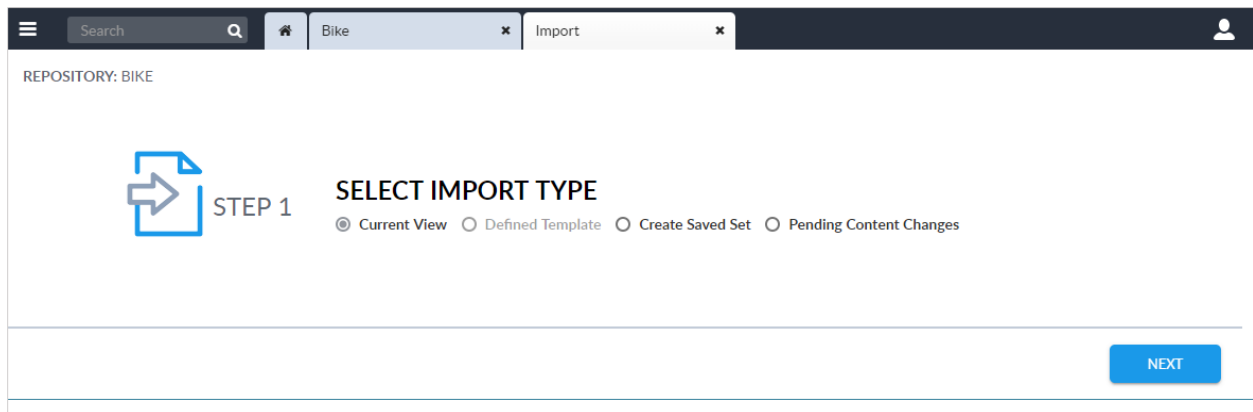 Search Bike Import
REPOSITORY: BIKE
STEP 1
SELECT IMPORT TYPE
Current View Defined Template Create Saved Set Pending Content Changes
NEXT